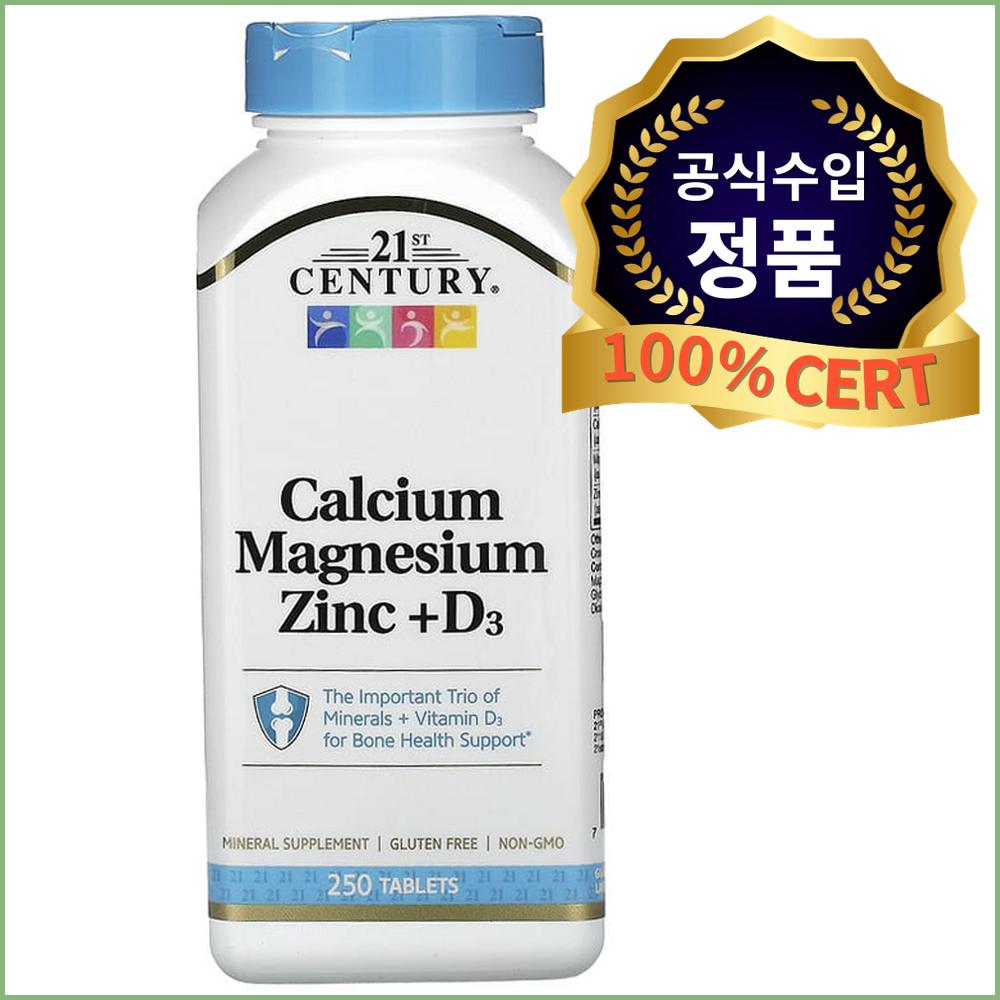 21ST
CENTURY®
Calcium
Magnesium
Zinc +D3
The Important Trio of
Minerals + Vitamin D3
for Bone Health Support*
MINERAL SUPPLEMENT | GLUTEN FREE | NON-GMO
250 TABLETS
공식수입
정품
100% CERT